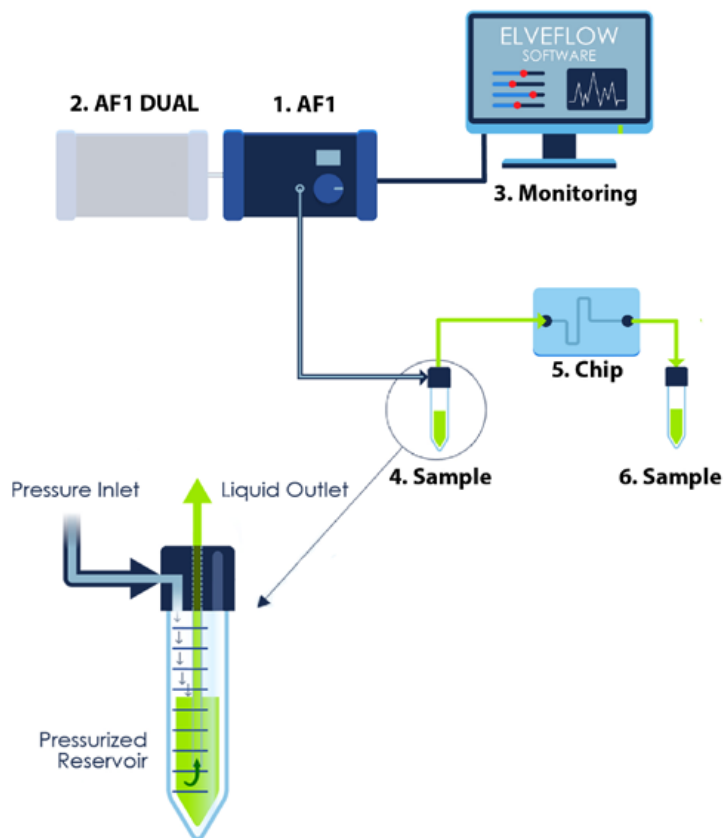 ELVEFLOW
SOFTWARE
2. AF1 DUAL
1. AF1
3. Monitoring
5. Chip
4. Sample
6. Sample
Pressure Inlet
Liquid Outlet
Pressurized
Reservoir